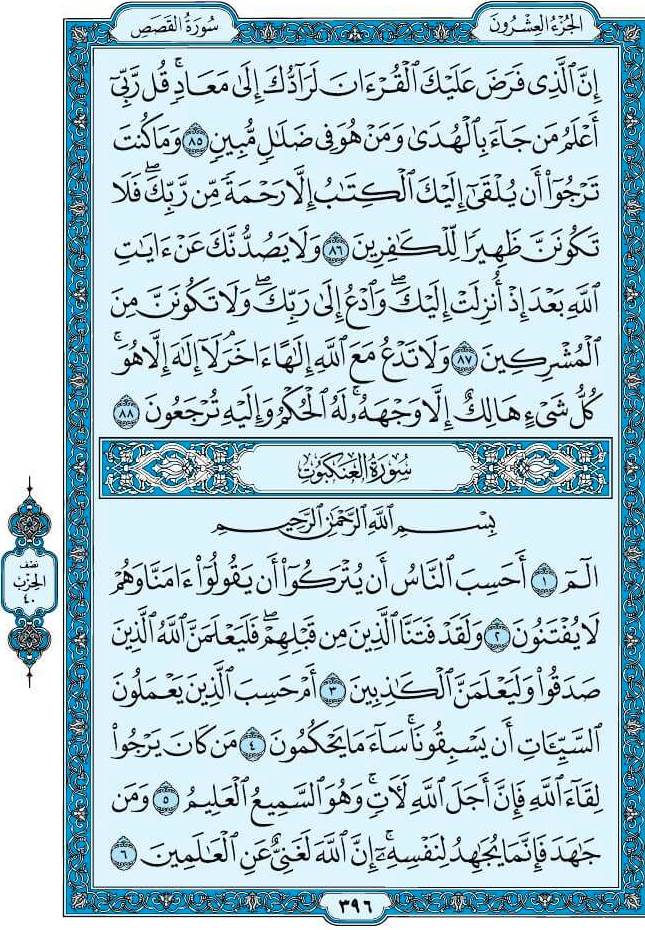 الجُزْءُ العِشْرُونَ
سُورَةُ القَصَصِ
إِنَّ ٱلَّذِى فَرَضَ عَلَيْكَ ٱلْقُرْءَانَ لَرَآدُّكَ إِلَىٰ مَعَادٍۚ قُل رَّبِّىٓ
أَعْلَمُ مَن جَآءَ بِٱلْهُدَىٰ وَمَنْ هُوَ فِى ضَلَٰلٍ مُّبِينٍ ٨٥ وَمَا كُنتَ
تَرْجُوٓا۟ أَن يُلْقَىٰٓ إِلَيْكَ ٱلْكِتَٰبُ إِلَّا رَحْمَةً مِّن رَّبِّكَۖ فَلَا
تَكُونَنَّ ظَهِيرًا لِّلْكَٰفِرِينَ ٨٦ وَلَا يَصُدُّنَّكَ عَنْ ءَايَٰتِ
ٱللَّهِ بَعْدَ إِذْ أُنزِلَتْ إِلَيْكَۖ وَٱدْعُ إِلَىٰ رَبِّكَۖ وَلَا تَكُونَنَّ مِنَ
ٱلْمُشْرِكِينَ ٨٧ وَلَا تَدْعُ مَعَ ٱللَّهِ إِلَٰهًا ءَاخَرَۘ لَآ إِلَٰهَ إِلَّا هُوَۚ
كُلُّ شَىْءٍ هَالِكٌ إِلَّا وَجْهَهُۥۚ لَهُ ٱلْحُكْمُ وَإِلَيْهِ تُرْجَعُونَ ٨٨
سُورَةُ العَنكَبُوتِ
بِسْمِ ٱللَّهِ ٱلرَّحْمَٰنِ ٱلرَّحِيمِ
الٓمٓ ١ أَحَسِبَ ٱلنَّاسُ أَن يُتْرَكُوٓا۟ أَن يَقُولُوٓا۟ ءَامَنَّا وَهُمْ
لَا يُفْتَنُونَ ٢ وَلَقَدْ فَتَنَّا ٱلَّذِينَ مِن قَبْلِهِمْۖ فَلَيَعْلَمَنَّ ٱللَّهُ ٱلَّذِينَ
صَدَقُوا۟ وَلَيَعْلَمَنَّ ٱلْكَٰذِبِينَ ٣ أَمْ حَسِبَ ٱلَّذِينَ يَعْمَلُونَ
ٱلسَّيِّـَٔاتِ أَن يَسْبِقُونَاۚ سَآءَ مَا يَحْكُمُونَ ٤ مَن كَانَ يَرْجُوا۟
لِقَآءَ ٱللَّهِ فَإِنَّ أَجَلَ ٱللَّهِ لَءَاتٍۚ وَهُوَ ٱلسَّمِيعُ ٱلْعَلِيمُ ٥ وَمَن
جَٰهَدَ فَإِنَّمَا يُجَٰهِدُ لِنَفْسِهِۦٓۚ إِنَّ ٱللَّهَ لَغَنِىٌّ عَنِ ٱلْعَٰلَمِينَ ٦
نصف
الحزب
٤٠
٣٩٦